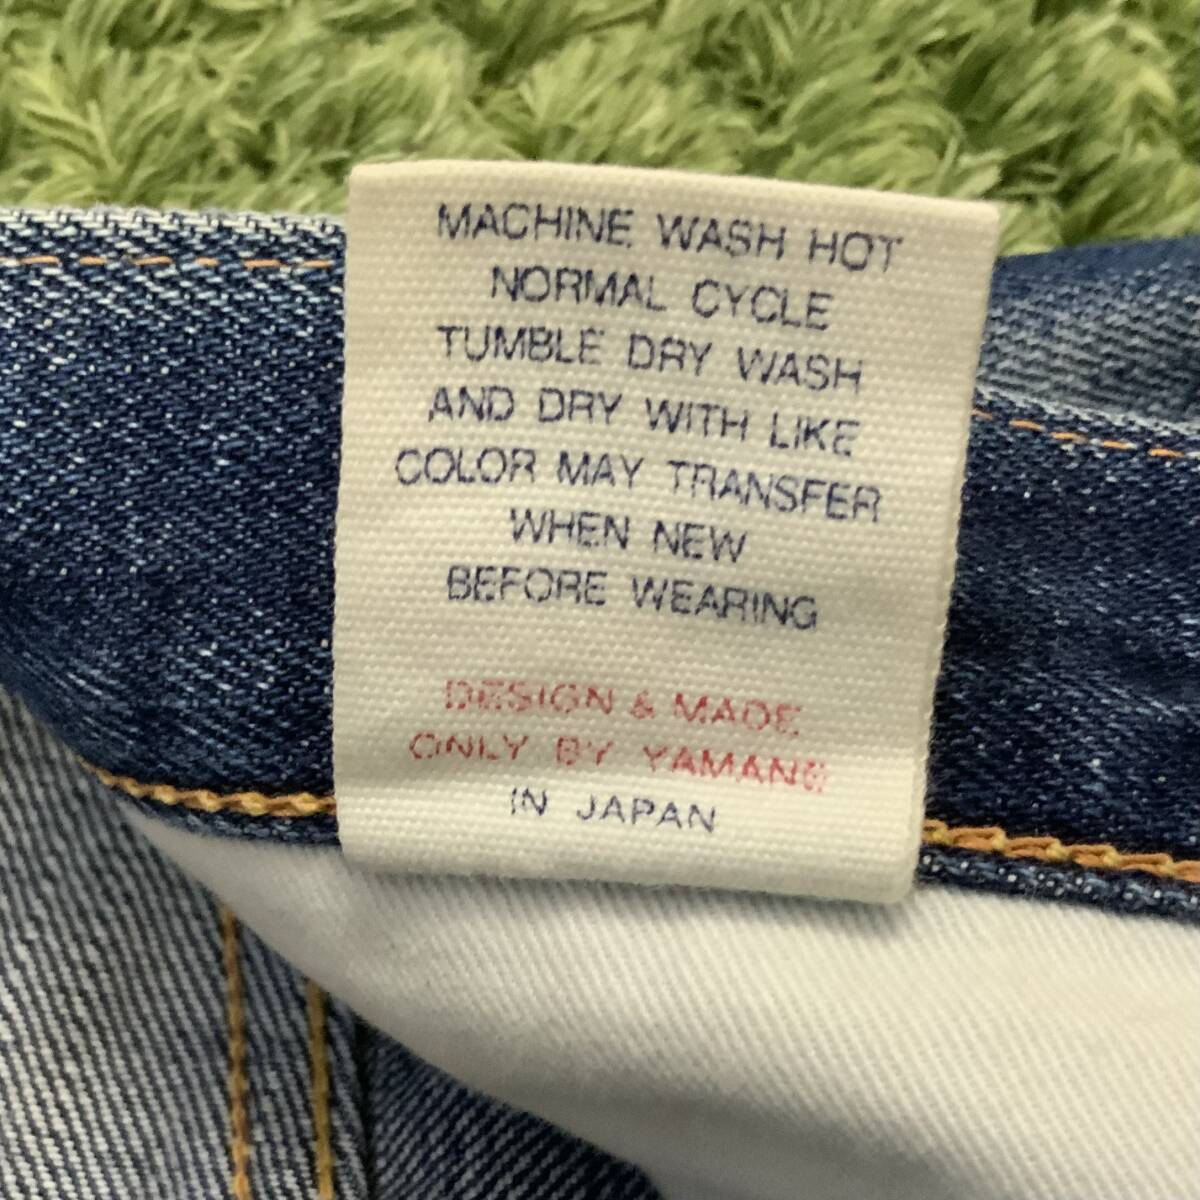 MACHINE WASH HOT
NORMAL CYCLE
TUMBLE DRY WASH
AND DRY WITH LIKE
COLOR MAY TRANSFER
WHEN NEW
BEFORE WEARING
DESIGN & MADE
ONLY BY YAMANE
IN JAPAN